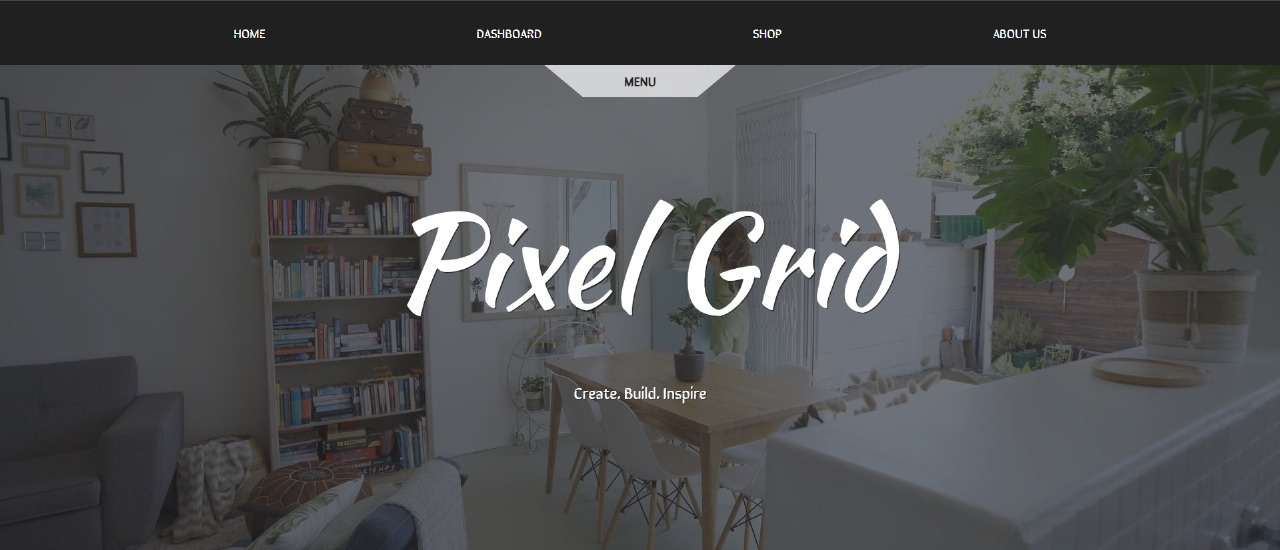 HOME DASHBOARD SHOP ABOUT US
MENU
Pixel Grid
Create. Build. Inspire